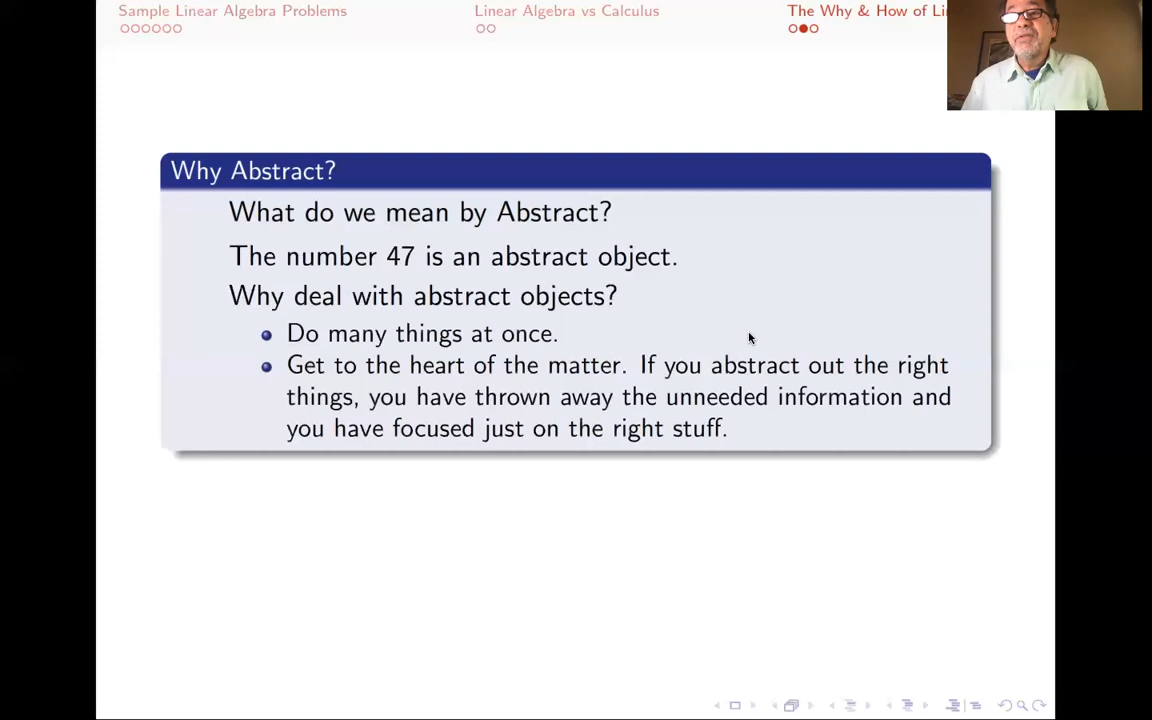 Sample Linear Algebra Problems
Linear Algebra vs Calculus
The Why & How of Li
Why Abstract?
What do we mean by Abstract?
The number 47 is an abstract object.
Why deal with abstract objects?
Do many things at once.
Get to the heart of the matter. If you abstract out the right
things, you have thrown away the unneeded information and
you have focused just on the right stuff.